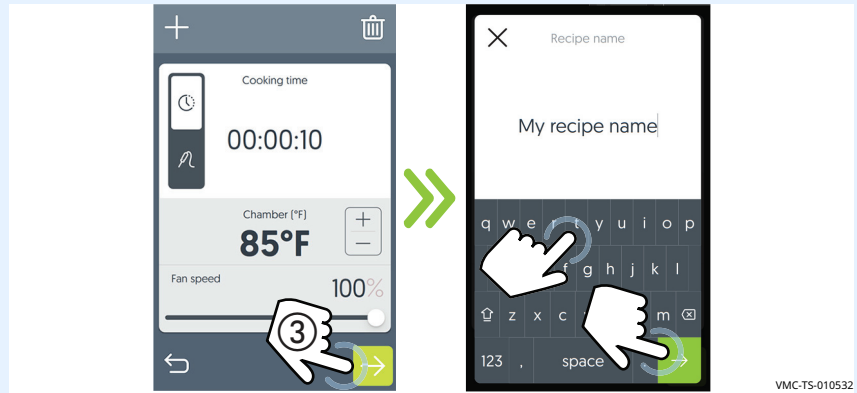 Cooking time
00:00:10
Chamber (°F)
85°F
Fan speed
100%
3
Recipe name
My recipe name
q w e r t y u i o p
f g h j k l
z x c m
123 , space
VMC-TS-010532